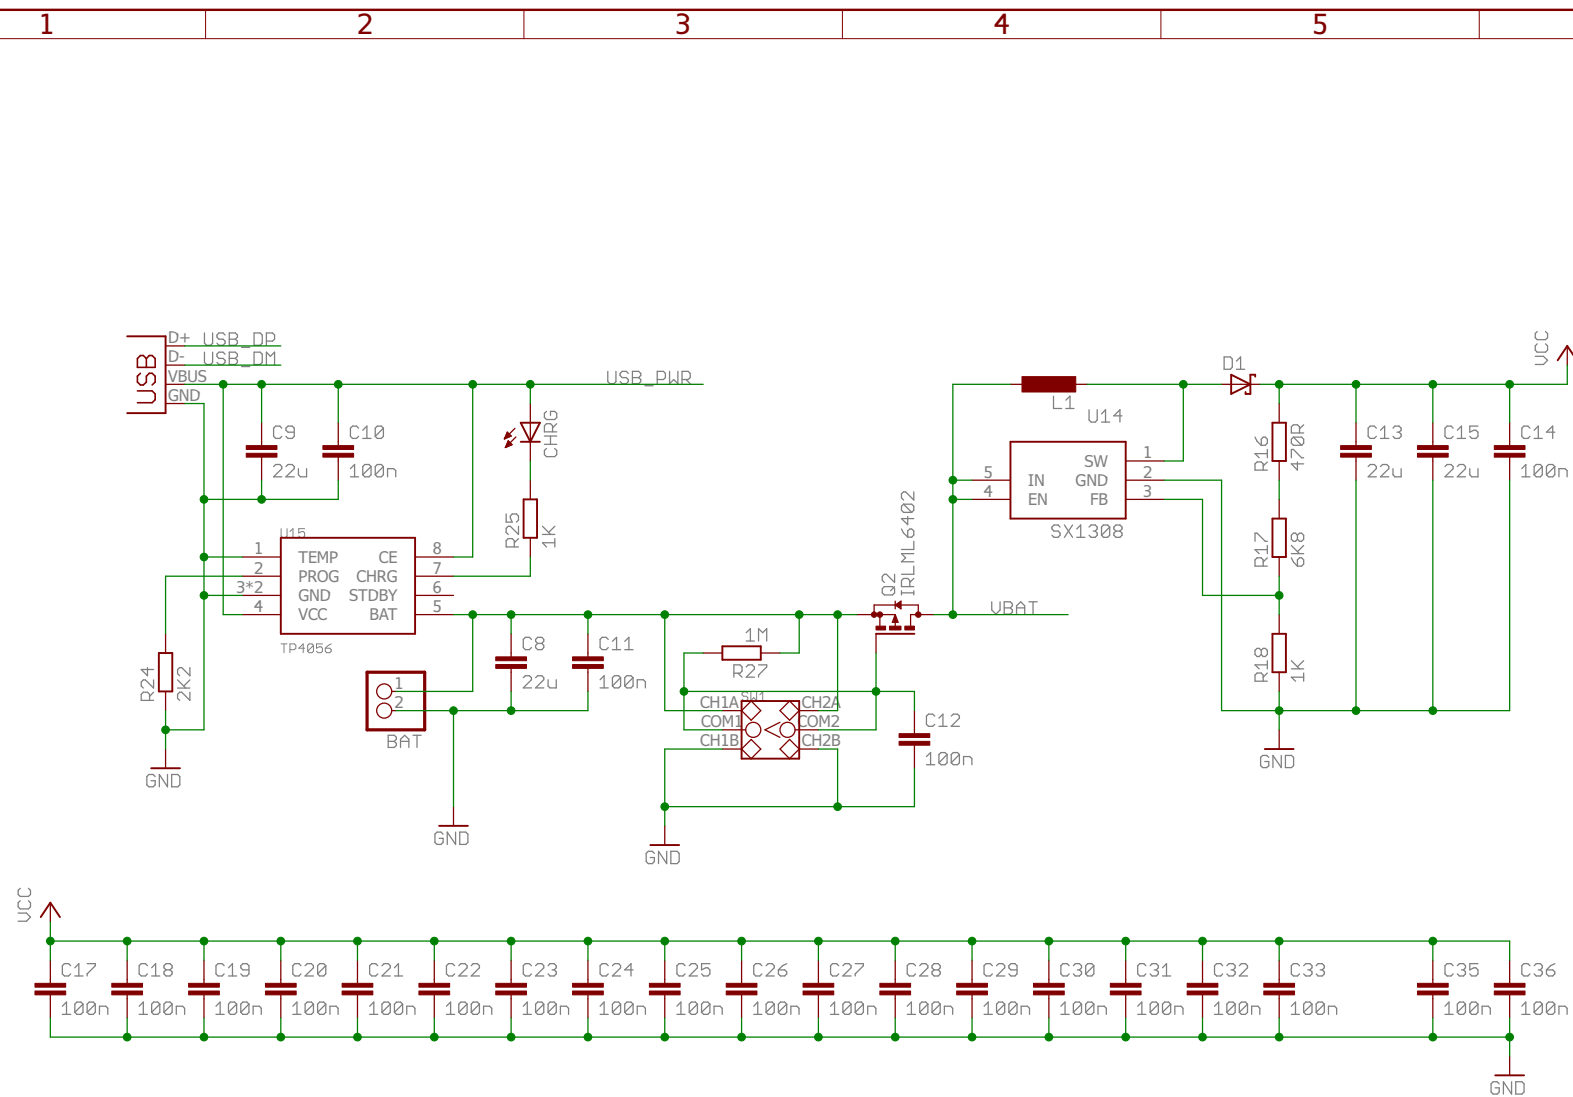 1 2 3 4 5
D+ USB_DP
D- USB_DM
VBUS
GND
USB
USB_PWR
C9
22u
C10
100n
CHRG
R25
1K
U15
1 TEMP CE 8
2 PROG CHRG 7
3*2 GND STDBY 6
4 VCC BAT 5
TP4056
R24
2K2
GND
1
2
BAT
GND
C8
22u
C11
100n
1M
R27
SW1
CH1A CH2A
COM1 COM2
CH1B CH2B
GND
C12
100n
Q2
IRLML6402
VBAT
L1
U14
SW 1
5 IN GND 2
4 EN FB 3
SX1308
D1
R16
470R
R17
6K8
R18
1K
GND
C13
22u
C15
22u
C14
100n
VCC
VCC
C17 C18 C19 C20 C21 C22 C23 C24 C25 C26 C27 C28 C29 C30 C31 C32 C33 C35 C36
100n 100n 100n 100n 100n 100n 100n 100n 100n 100n 100n 100n 100n 100n 100n 100n 100n 100n 100n
GND